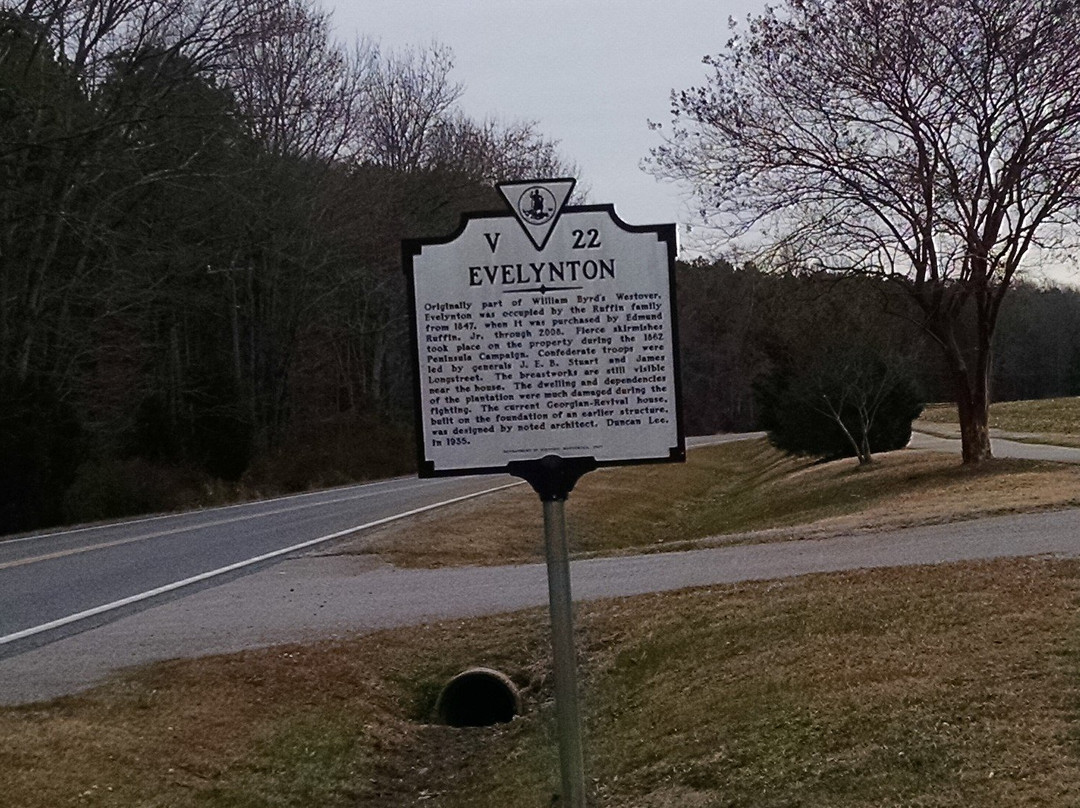 V 22
EVELYNTON
Originally part of William Byrd's Westover,
Evelynton was occupied by the Ruffin family
from 1847, when it was purchased by Edmund
Ruffin, Jr., through 2008. Fierce skirmishes
took place on the property during the 1862
Peninsula Campaign. Confederate troops were
led by generals J. E. B. Stuart and James
Longstreet. The breastworks are still visible
near the house. The dwelling and dependencies
of the plantation were much damaged during the
fighting. The current Georgian-Revival house,
built on the foundation of an earlier structure,
was designed by noted architect, Duncan Lee,
in 1935.
DEPARTMENT OF HISTORIC RESOURCES,